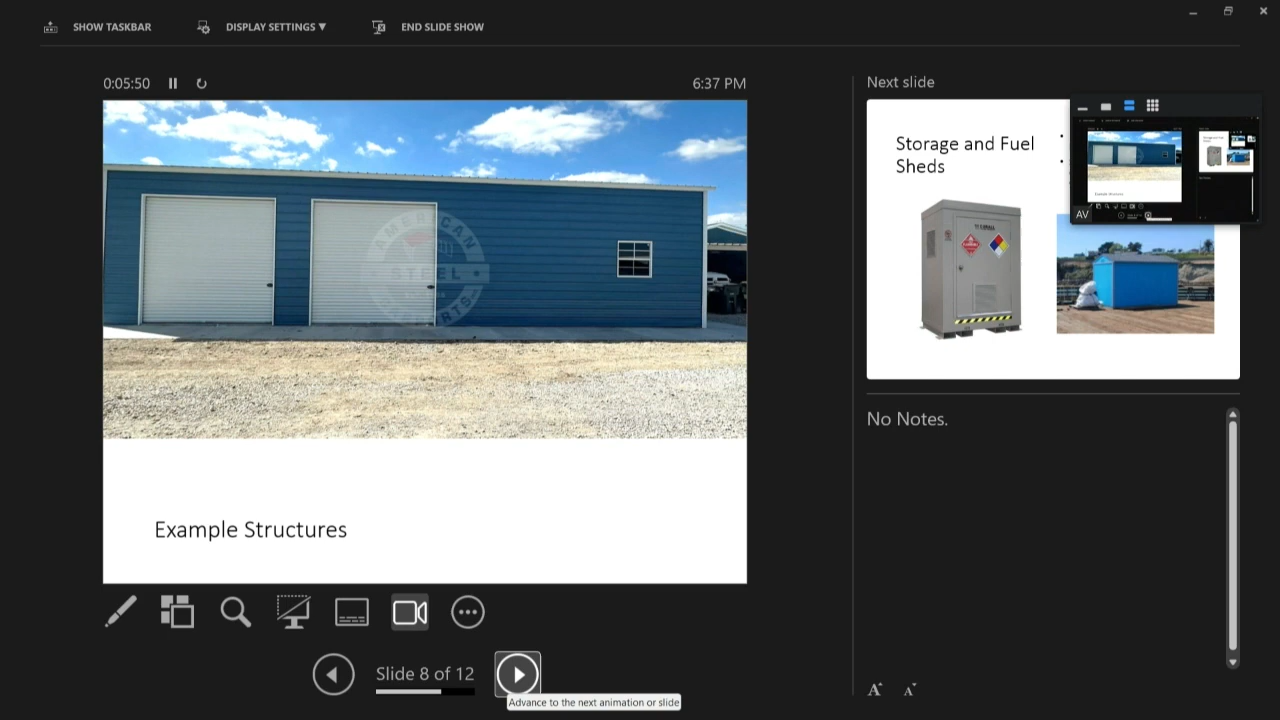 SHOW TASKBAR
DISPLAY SETTINGS ▼
END SLIDE SHOW
0:05:50
6:37 PM
Next slide
STEEL
Example Structures
Storage and Fuel
Sheds
AV
No Notes.
Slide 8 of 12
Advance to the next animation or slide